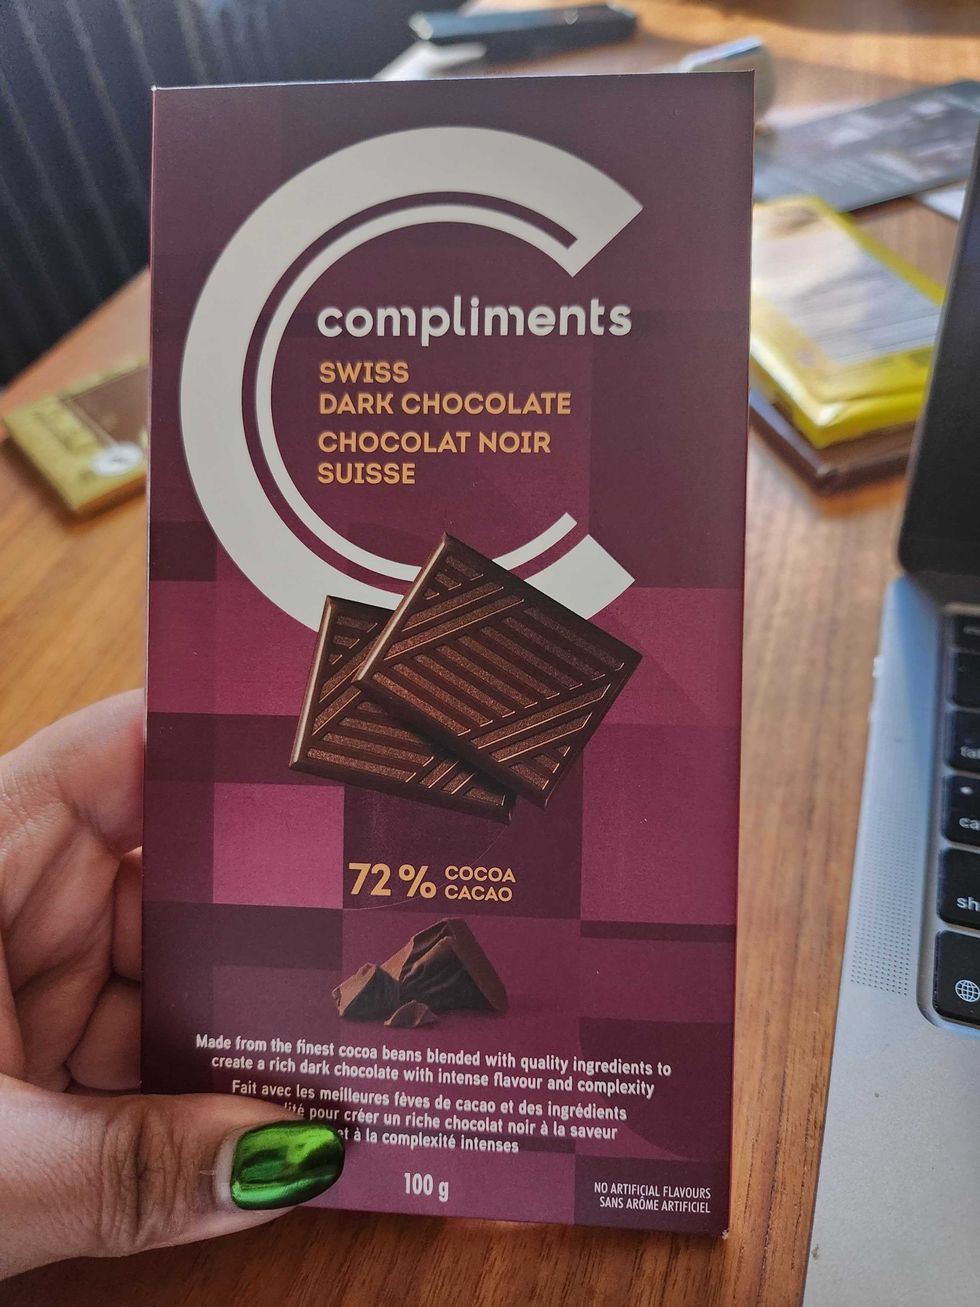 compliments
SWISS
DARK CHOCOLATE
CHOCOLAT NOIR
SUISSE
72% COCOA
CACAO
Made from the finest cocoa beans blended with quality ingredients to
create a rich dark chocolate with intense flavour and complexity
Fait avec les meilleures fèves de cacao et des ingrédients
pour créer un riche chocolat noir à la saveur
et à la complexité intenses
100 g
NO ARTIFICIAL FLAVOURS
SANS ARÔME ARTIFICIEL